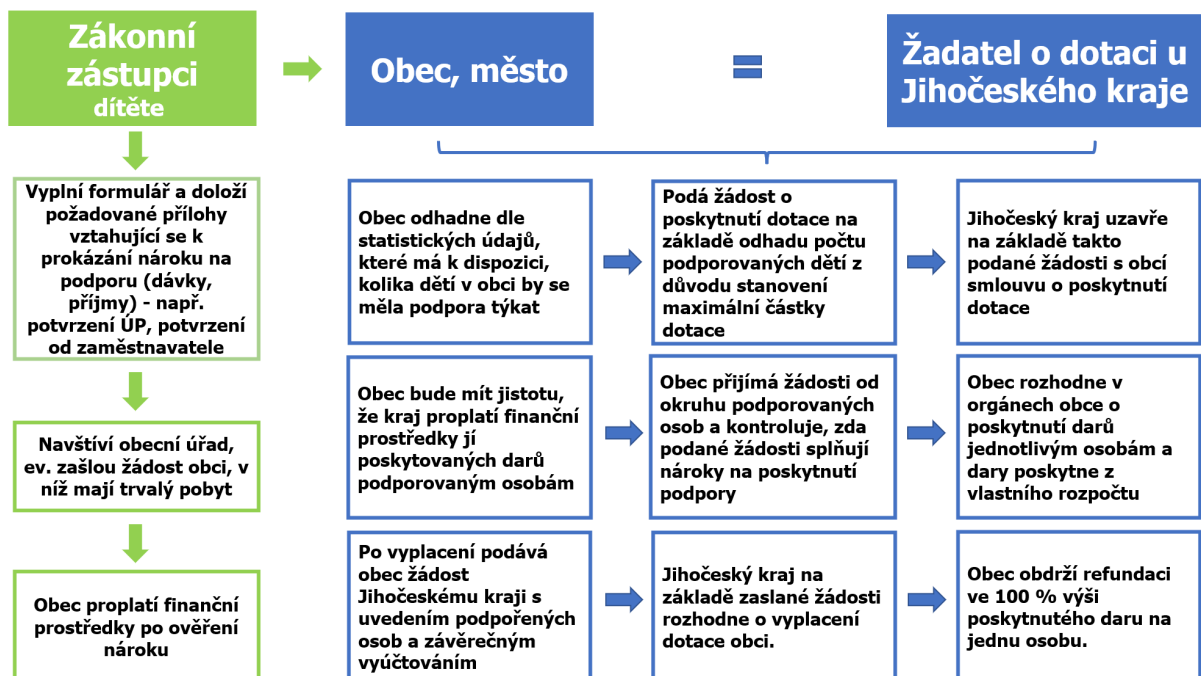 Zákonní
zástupci
dítěte
Obec, město
=
Žadatel o dotaci u
Jihočeského kraje
Vyplní formulář a doloží
požadované přílohy
vztahující se k
prokázání nároku na
podporu (dávky,
příjmy) - např.
potvrzení ÚP, potvrzení
od zaměstnavatele
Navštíví obecní úřad,
ev. zašlou žádost obci, v
níž mají trvalý pobyt
Obec proplatí finanční
prostředky po ověření
nároku
Obec odhadne dle
statistických údajů,
které má k dispozici,
kolika dětí v obci by se
měla podpora týkat
Podá žádost o
poskytnutí dotace na
základě odhadu počtu
podporovaných dětí z
důvodu stanovení
maximální částky
dotace
Jihočeský kraj uzavře
na základě takto
podané žádosti s obcí
smlouvu o poskytnutí
dotace
Obec bude mít jistotu,
že kraj proplatí finanční
prostředky jí
poskytovaných darů
podporovaným osobám
Obec přijímá žádosti od
okruhu podporovaných
osob a kontroluje, zda
podané žádosti splňují
nároky na poskytnutí
podpory
Obec rozhodne v
orgánech obce o
poskytnutí darů
jednotlivým osobám a
dary poskytne z
vlastního rozpočtu
Po vyplacení podává
obec žádost
Jihočeskému kraji s
uvedením podpořených
osob a závěrečným
vyúčtováním
Jihočeský kraj na
základě zaslané žádosti
rozhodne o vyplacení
dotace obci.
Obec obdrží refundaci
ve 100 % výši
poskytnutého daru na
jednu osobu.